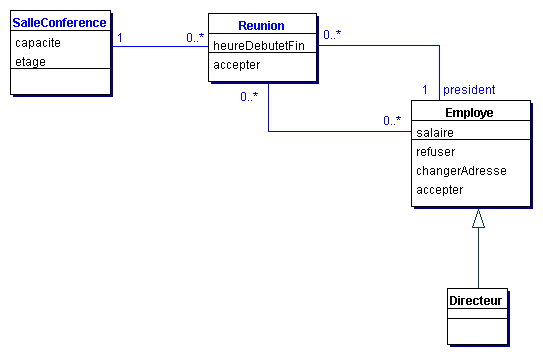 SalleConference
capacite
etage
1
0..*
Reunion
heureDebutetFin
accepter
0..*
1
president
0..*
0..*
Employe
salaire
refuser
changerAdresse
accepter
Directeur